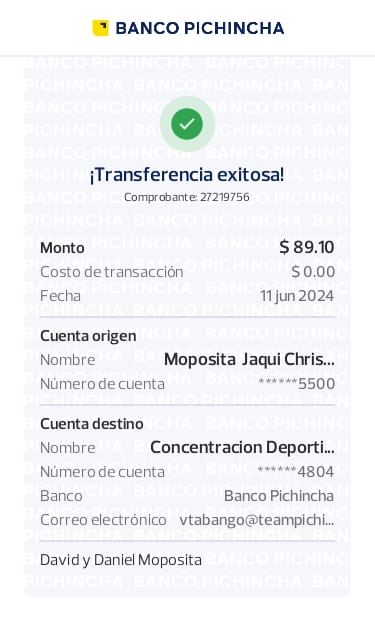 BANCO PICHINCHA
¡Transferencia exitosa!
Comprobante: 27219756
Monto $ 89.10
Costo de transacción $ 0.00
Fecha 11 jun 2024
Cuenta origen
Nombre Moposita Jaqui Chris...
Número de cuenta ******5500
Cuenta destino
Nombre Concentracion Deporti...
Número de cuenta ******4804
Banco Banco Pichincha
Correo electrónico vtabango@teampichi...
David y Daniel Moposita